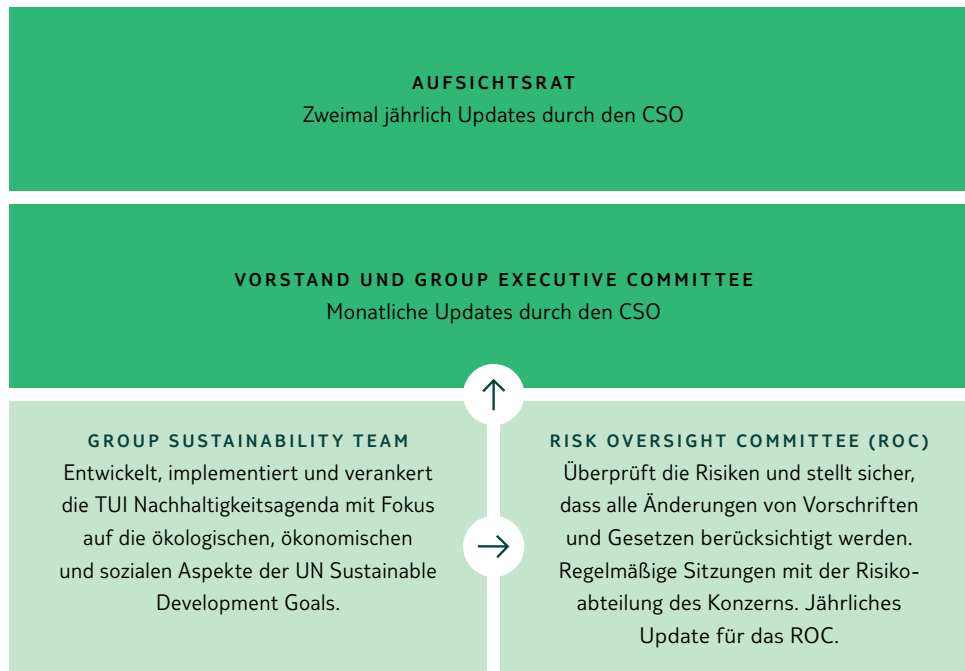 AUFSICHTSRAT
Zweimal jährlich Updates durch den CSO
VORSTAND UND GROUP EXECUTIVE COMMITTEE
Monatliche Updates durch den CSO
GROUP SUSTAINABILITY TEAM
Entwickelt, implementiert und verankert
die TUI Nachhaltigkeitsagenda mit Fokus
auf die ökologischen, ökonomischen
und sozialen Aspekte der UN Sustainable
Development Goals.
RISK OVERSIGHT COMMITTEE (ROC)
Überprüft die Risiken und stellt sicher,
dass alle Änderungen von Vorschriften
und Gesetzen berücksichtigt werden.
Regelmäßige Sitzungen mit der Risiko-
abteilung des Konzerns. Jährliches
Update für das ROC.